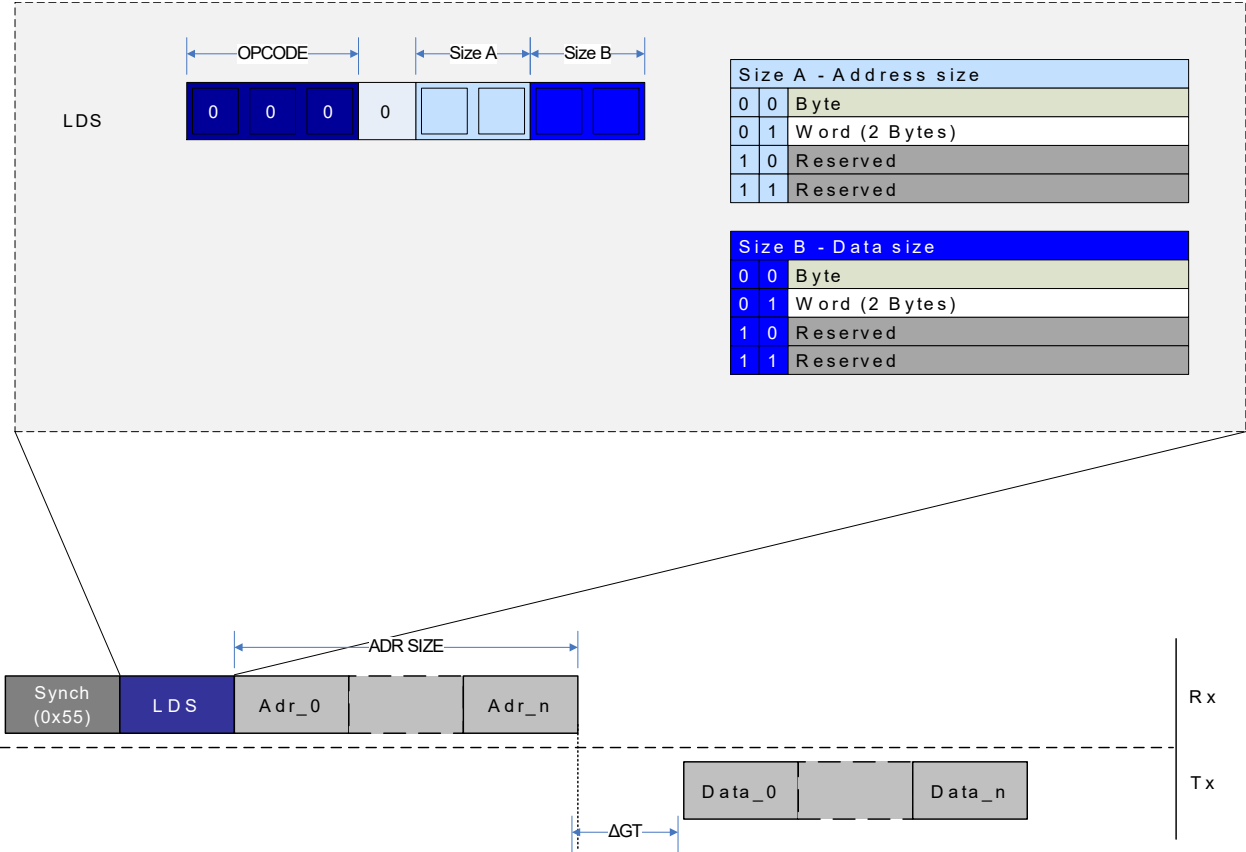 OPCODE Size A Size B
LDS 0 0 0 0
Size A - Address size
0 0 Byte
0 1 Word (2 Bytes)
1 0 Reserved
1 1 Reserved
Size B - Data size
0 0 Byte
0 1 Word (2 Bytes)
1 0 Reserved
1 1 Reserved
ADR SIZE
Synch
(0x55)
LDS Adr_0 Adr_n Rx
Data_0 Data_n Tx
ΔGT